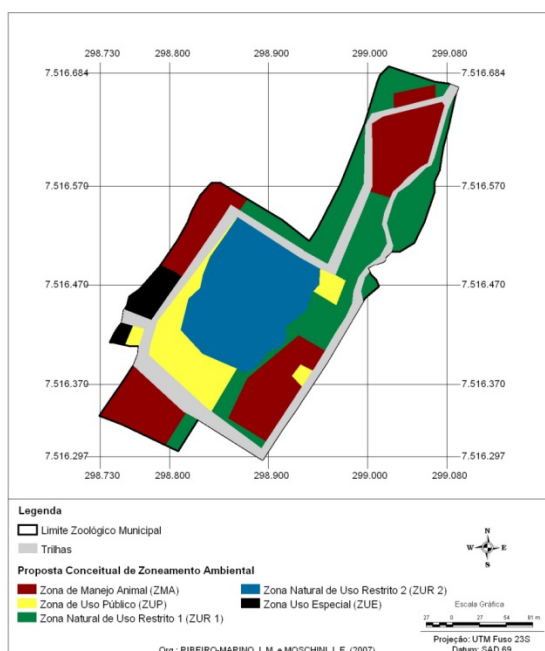 298.730 298.800 298.900 299.000 299.080
7.516.684 7.516.684
7.516.570 7.516.570
7.516.470 7.516.470
7.516.370 7.516.370
7.516.297 7.516.297
298.730 298.800 298.900 299.000 299.080
Legenda
Limite Zoológico Municipal
Trilhas
Proposta Conceitual de Zoneamento Ambiental
Zona de Manejo Animal (ZMA) Zona Natural de Uso Restrito 2 (ZUR 2)
Zona de Uso Público (ZUP) Zona Uso Especial (ZUE)
Zona Natural de Uso Restrito 1 (ZUR 1)
N
W E
S
Escala Gráfica
27 0 27 54 81 m
Projeção: UTM Fuso 23S
Datum: SAD 69
Org.: RIBEIRO-MARINO, J. M. e MOSCHINI, L. E. (2007)